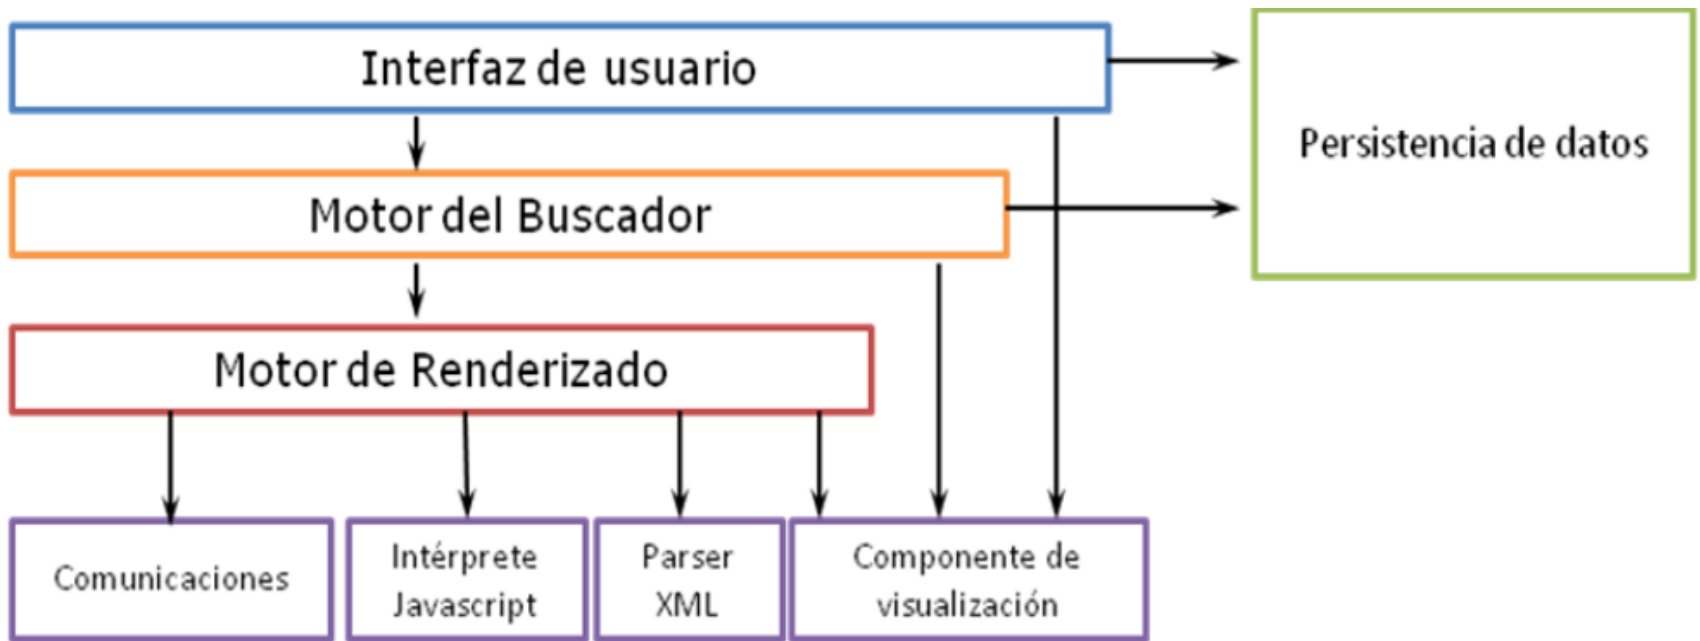 Interfaz de usuario
Persistencia de datos
Motor del Buscador
Motor de Renderizado
Comunicaciones
Intérprete
Javascript
Parser
XML
Componente de
visualización